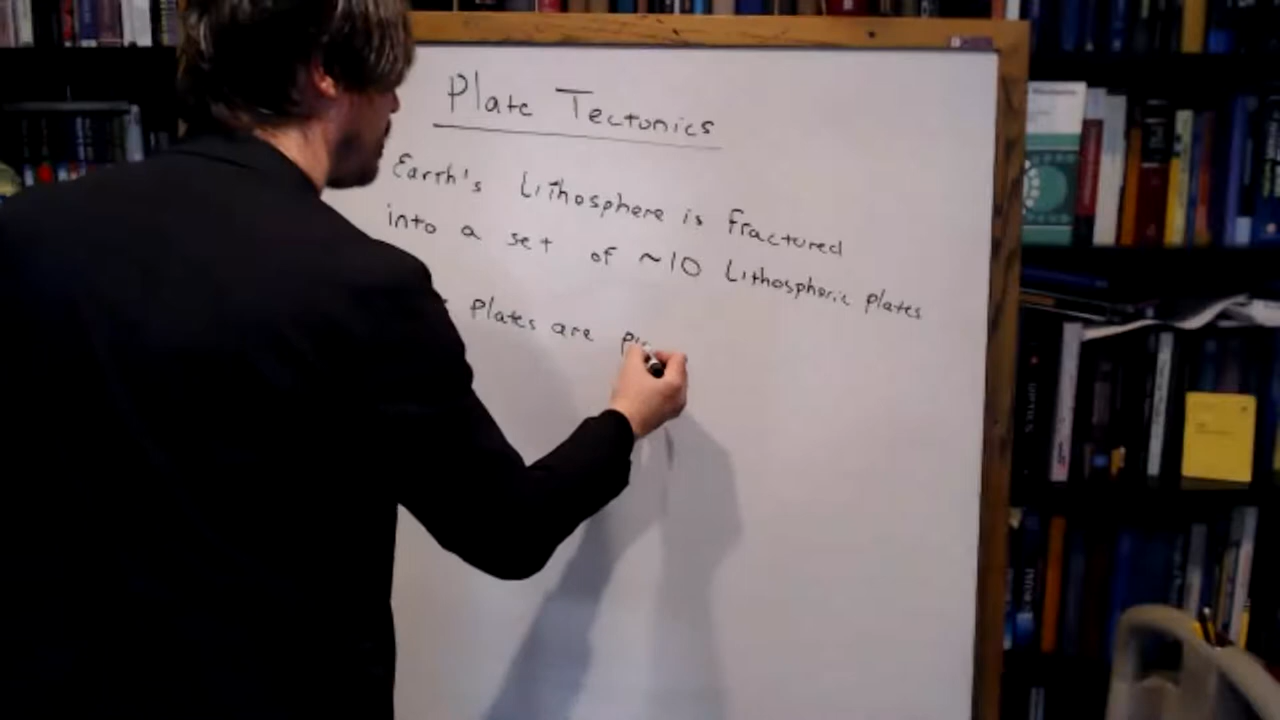 Plate Tectonics
Earth's Lithosphere is fractured
into a set of ~10 Lithospheric plates
Plates are